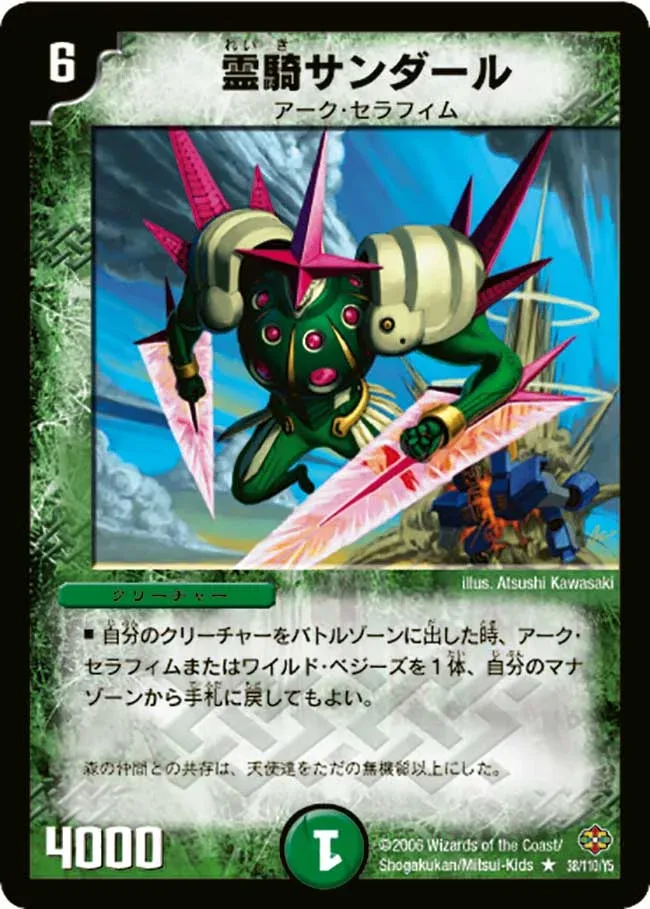 6
れいき
霊騎サンダール
アーク・セラフィム
illus. Atsushi Kawasaki
クリーチャー
■ 自分のクリーチャーをバトルゾーンに出した時、アーク・
セラフィムまたはワイルド・ベジーズを1体、自分のマナ
ゾーンから手札に戻してもよい。
森の仲間との共存は、天使達をただの無機物以上にした。
4000
1
©2006 Wizards of the Coast/
Shogakukan/Mitsui-Kids ★ 38/110/Y5